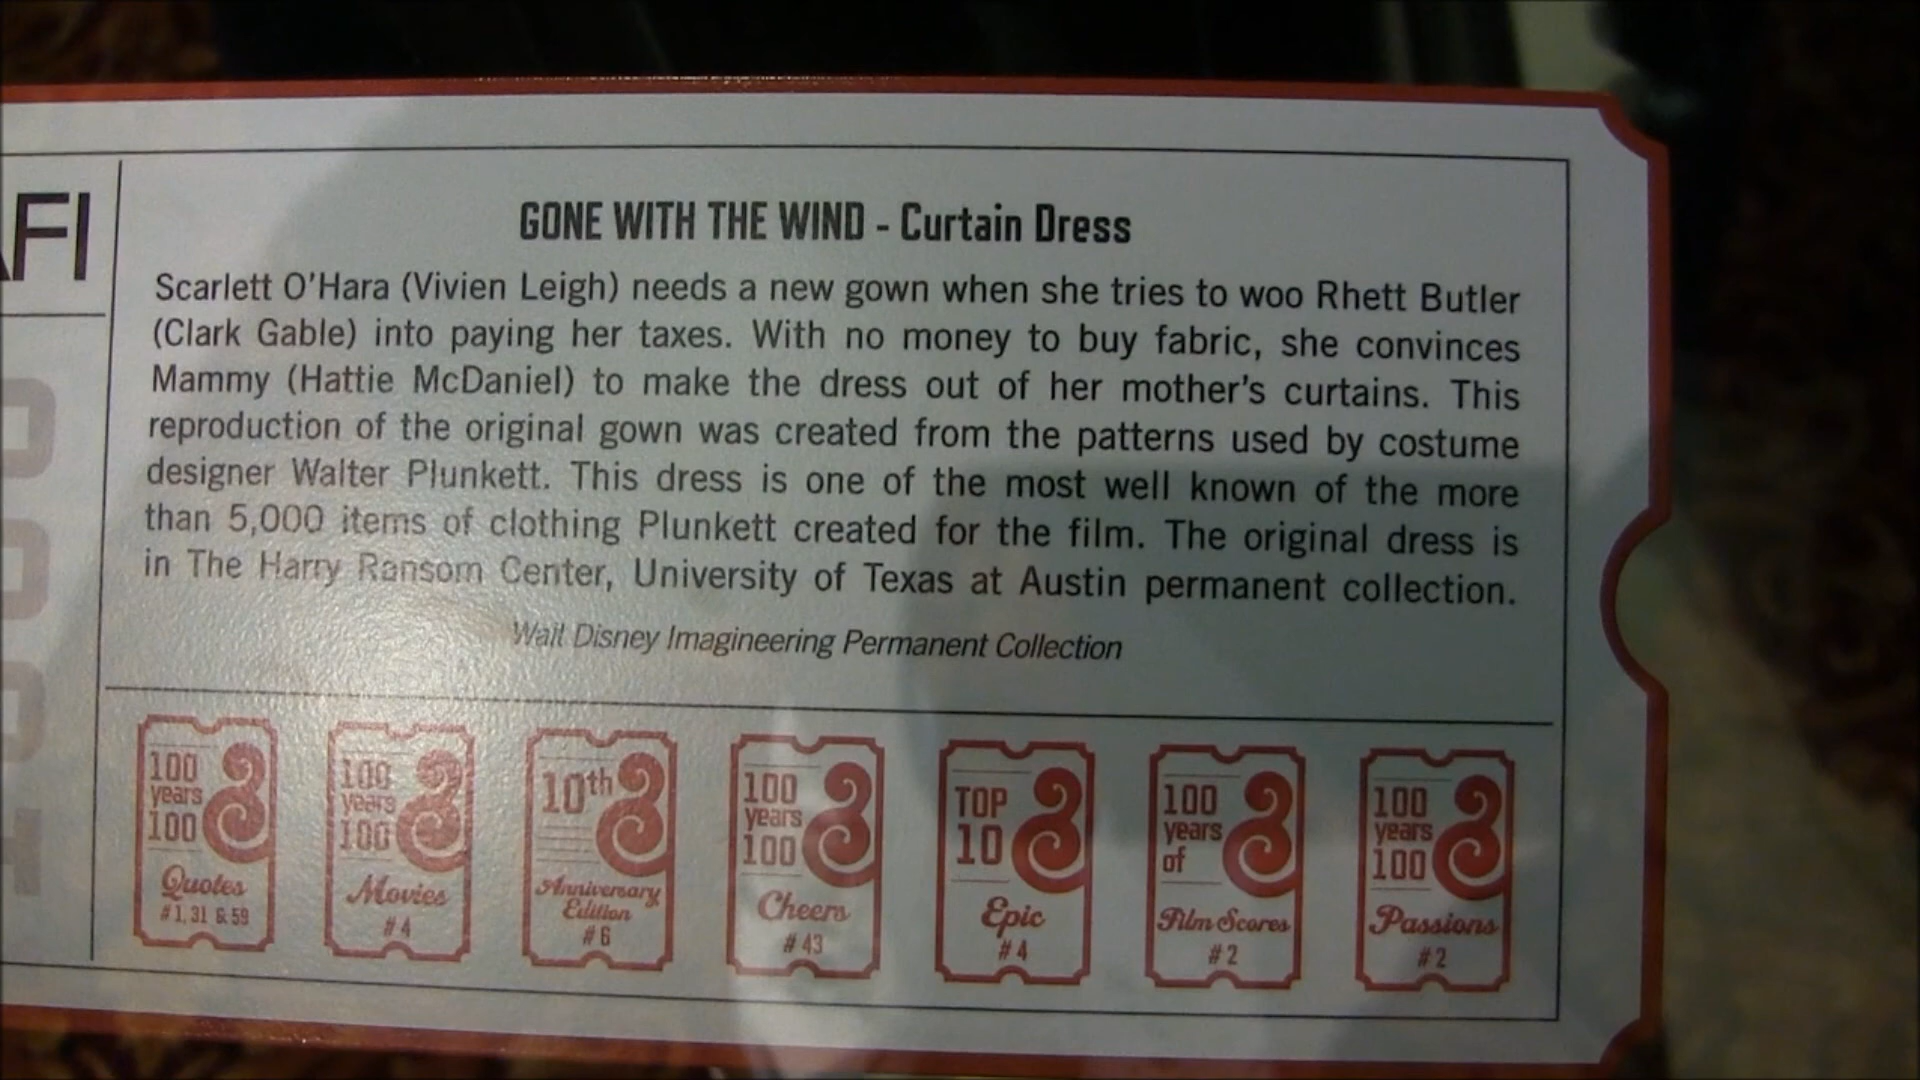 AFI
GONE WITH THE WIND - Curtain Dress
Scarlett O'Hara (Vivien Leigh) needs a new gown when she tries to woo Rhett Butler
(Clark Gable) into paying her taxes. With no money to buy fabric, she convinces
Mammy (Hattie McDaniel) to make the dress out of her mother's curtains. This
reproduction of the original gown was created from the patterns used by costume
designer Walter Plunkett. This dress is one of the most well known of the more
than 5,000 items of clothing Plunkett created for the film. The original dress is
in The Harry Ransom Center, University of Texas at Austin permanent collection.
Walt Disney Imagineering Permanent Collection
100
years
100
Quotes
#1, 31 & 59
100
years
100
Movies
#4
10th
Anniversary
Edition
#6
100
years
100
Cheers
#43
TOP
10
Epic
#4
100
years
of
Film Scores
#2
100
years
100
Passions
#2